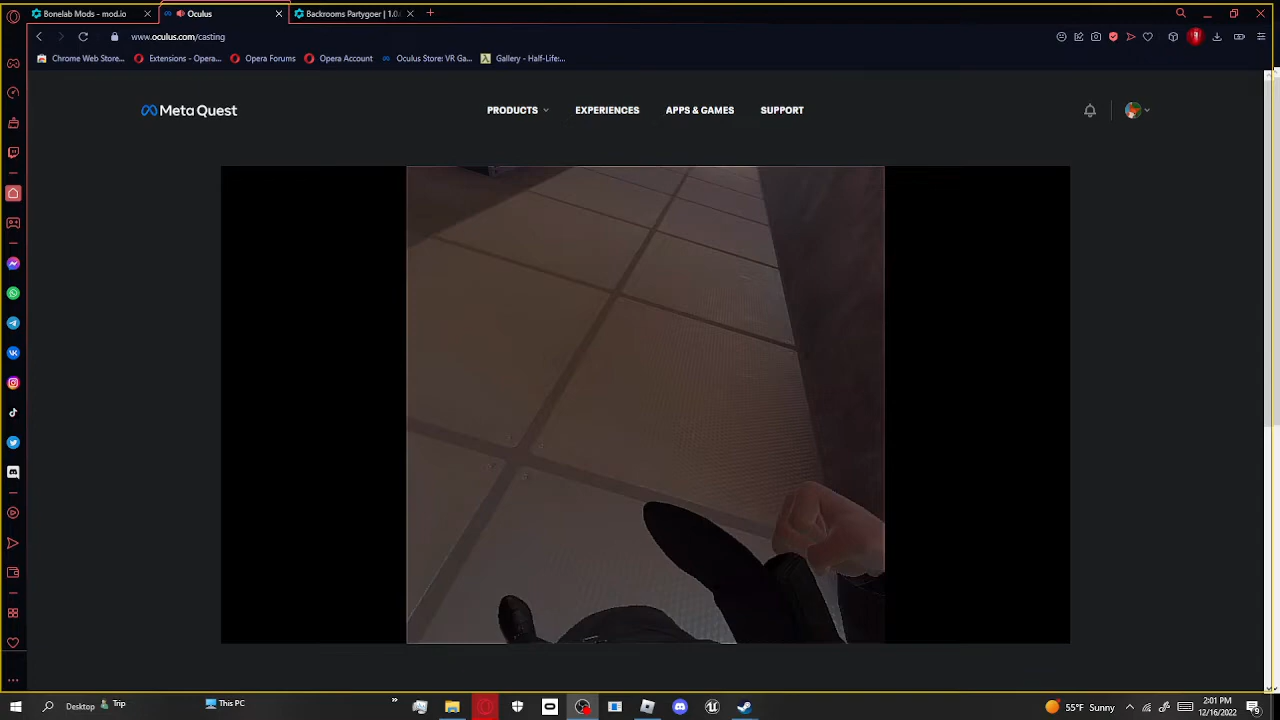 Bonelab Mods - mod.io
Oculus
Backrooms Partygoer | 1.0.
www.oculus.com/casting
Chrome Web Store...
Extensions - Opera...
Opera Forums
Opera Account
Oculus Store: VR Ga...
Gallery - Half-Life:...
Meta Quest
PRODUCTS
EXPERIENCES
APPS & GAMES
SUPPORT
Desktop
Trip
This PC
55°F Sunny
2:01 PM
12/16/2022